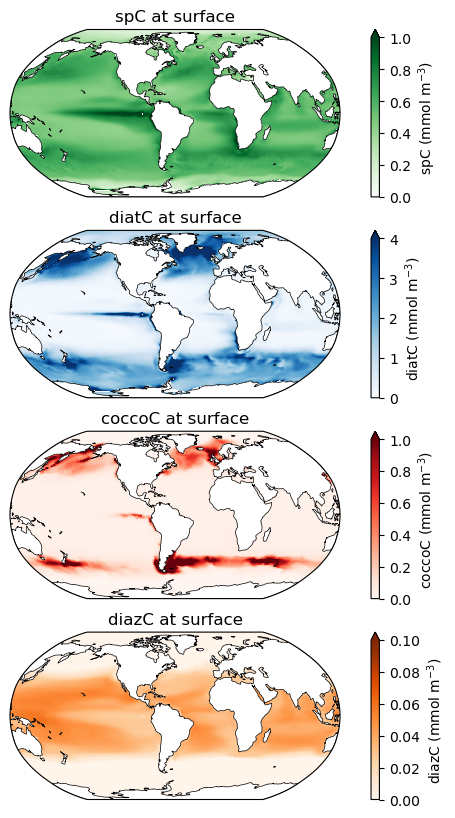 spC at surface
1.0
0.8
0.6
0.4
0.2
0.0
spC (mmol m⁻³)
diatC at surface
4
3
2
1
0
diatC (mmol m⁻³)
coccoC at surface
1.0
0.8
0.6
0.4
0.2
0.0
coccoC (mmol m⁻³)
diazC at surface
0.10
0.08
0.06
0.04
0.02
0.00
diazC (mmol m⁻³)